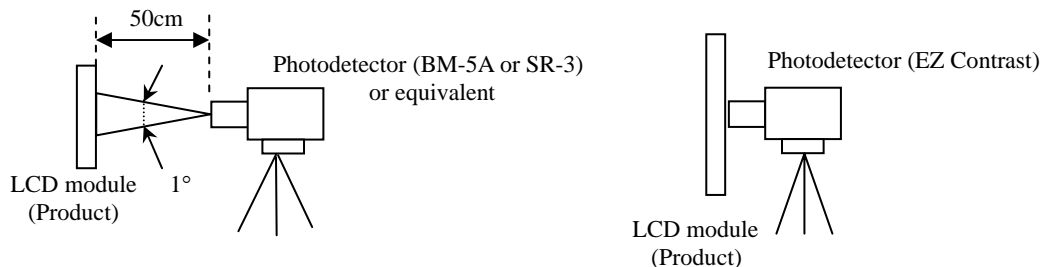 50cm
Photodetector (BM-5A or SR-3)
or equivalent
LCD module
(Product)
1°
Photodetector (EZ Contrast)
LCD module
(Product)